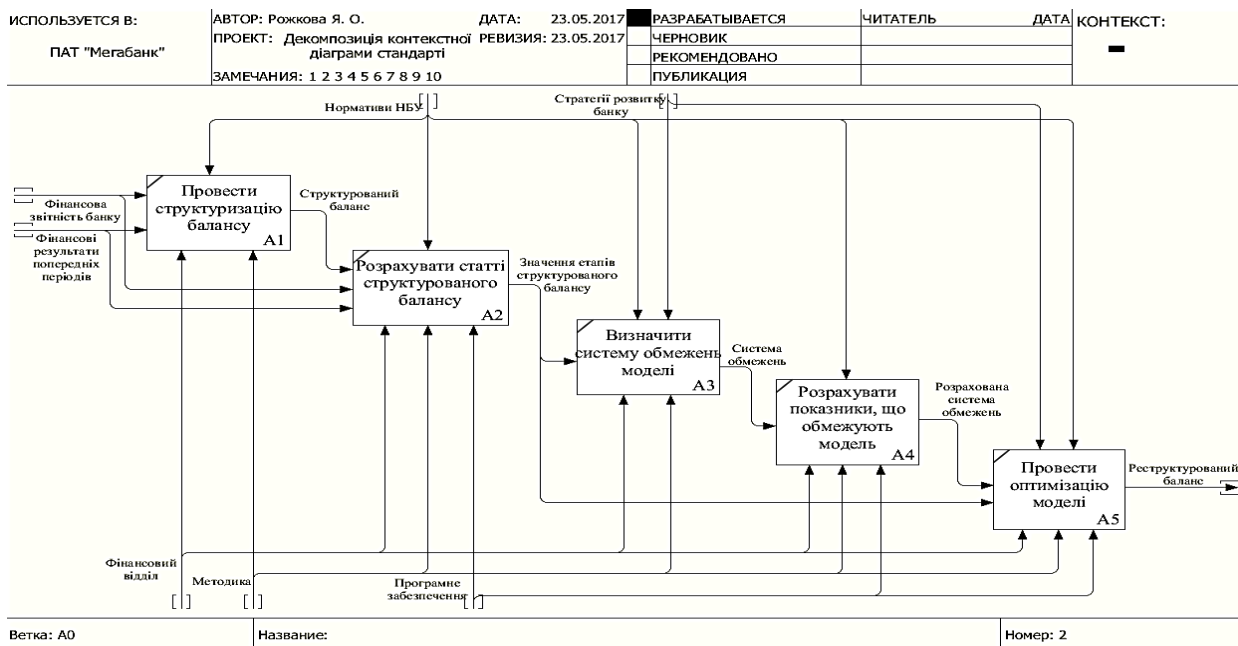 ИСПОЛЬЗУЕТСЯ В:
ПАТ "Мегабанк"
АВТОР: Рожкова Я. О.
ДАТА: 23.05.2017
ПРОЕКТ: Декомпозиція контекстної
діаграми стандарті
РЕВИЗИЯ: 23.05.2017
ЗАМЕЧАНИЯ: 1 2 3 4 5 6 7 8 9 10
РАЗРАБАТЫВАЕТСЯ
ЧЕРНОВИК
РЕКОМЕНДОВАНО
ПУБЛИКАЦИЯ
ЧИТАТЕЛЬ
ДАТА
КОНТЕКСТ:
Нормативи НБУ
Стратегії розвитку
банку
Фінансова
звітність банку
Фінансові
результати
попередніх
періодів
Провести
структуризацію
балансу
A1
Структурований
баланс
Розрахувати статті
структурованого
балансу
A2
Значення етапів
структурованого
балансу
Визначити
систему обмежень
моделі
A3
Система
обмежень
Розрахувати
показники, що
обмежують
модель
A4
Розрахована
система
обмежень
Провести
оптимізацію
моделі
A5
Реструктурований
баланс
Фінансовий
відділ
Методика
Програмне
забезпечення
Ветка: A0
Название:
Номер: 2